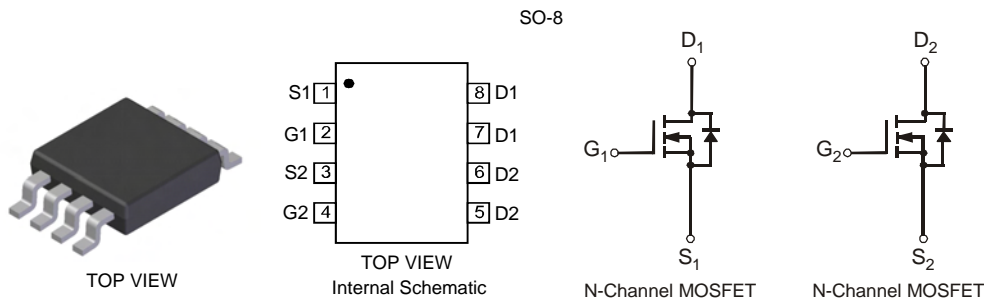 SO-8
S1 1 8 D1
G1 2 7 D1
S2 3 6 D2
G2 4 5 D2
TOP VIEW
TOP VIEW
Internal Schematic
D1
G1
S1
N-Channel MOSFET
D2
G2
S2
N-Channel MOSFET